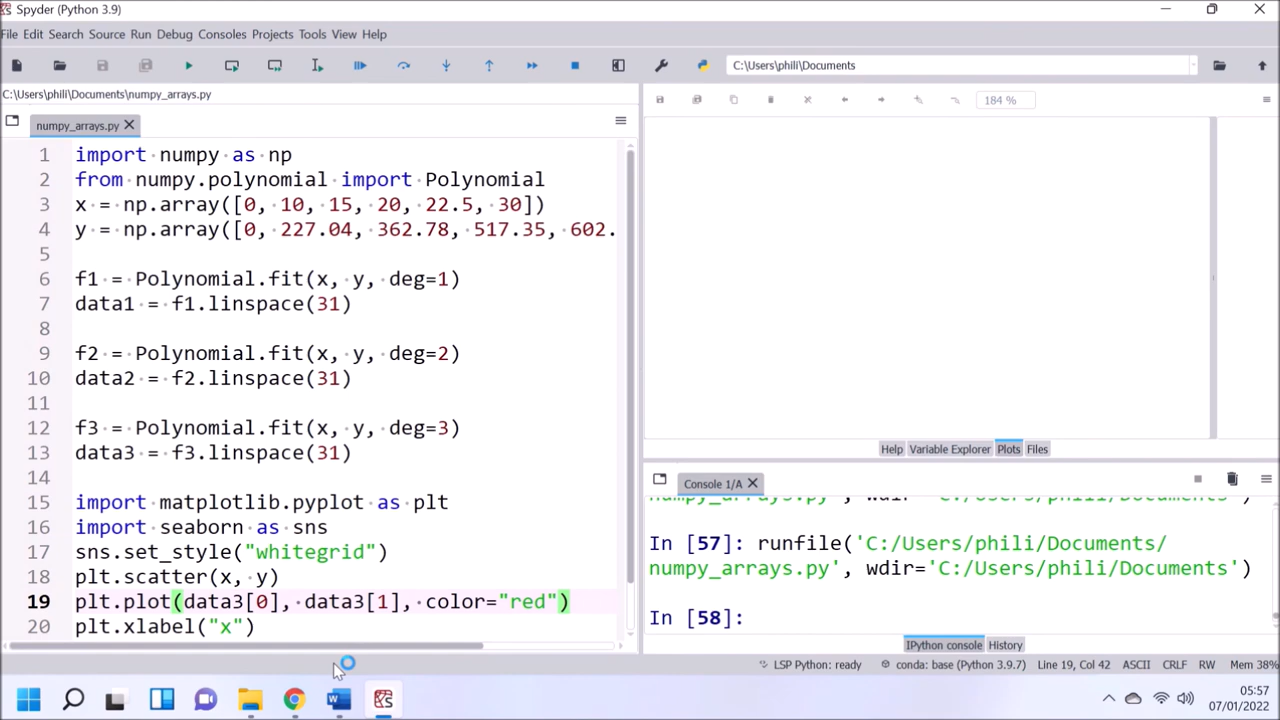 Spyder (Python 3.9)
File Edit Search Source Run Debug Consoles Projects Tools View Help
C:\Users\phili\Documents
C:\Users\phili\Documents\numpy_arrays.py
184 %
numpy_arrays.py
1 import numpy as np
2 from numpy.polynomial import Polynomial
3 x = np.array([0, 10, 15, 20, 22.5, 30])
4 y = np.array([0, 227.04, 362.78, 517.35, 602.
5
6 f1 = Polynomial.fit(x, y, deg=1)
7 data1 = f1.linspace(31)
8
9 f2 = Polynomial.fit(x, y, deg=2)
10 data2 = f2.linspace(31)
11
12 f3 = Polynomial.fit(x, y, deg=3)
13 data3 = f3.linspace(31)
14
15 import matplotlib.pyplot as plt
16 import seaborn as sns
17 sns.set_style("whitegrid")
18 plt.scatter(x, y)
19 plt.plot(data3[0], data3[1], color="red")
20 plt.xlabel("x")
Help Variable Explorer Plots Files
Console 1/A
numpy_arrays.py', wdir='C:/Users/phili/Documents')
In [57]: runfile('C:/Users/phili/Documents/
numpy_arrays.py', wdir='C:/Users/phili/Documents')
In [58]:
IPython console History
LSP Python: ready conda: base (Python 3.9.7) Line 19, Col 42 ASCII CRLF RW Mem 38%
05:57
07/01/2022